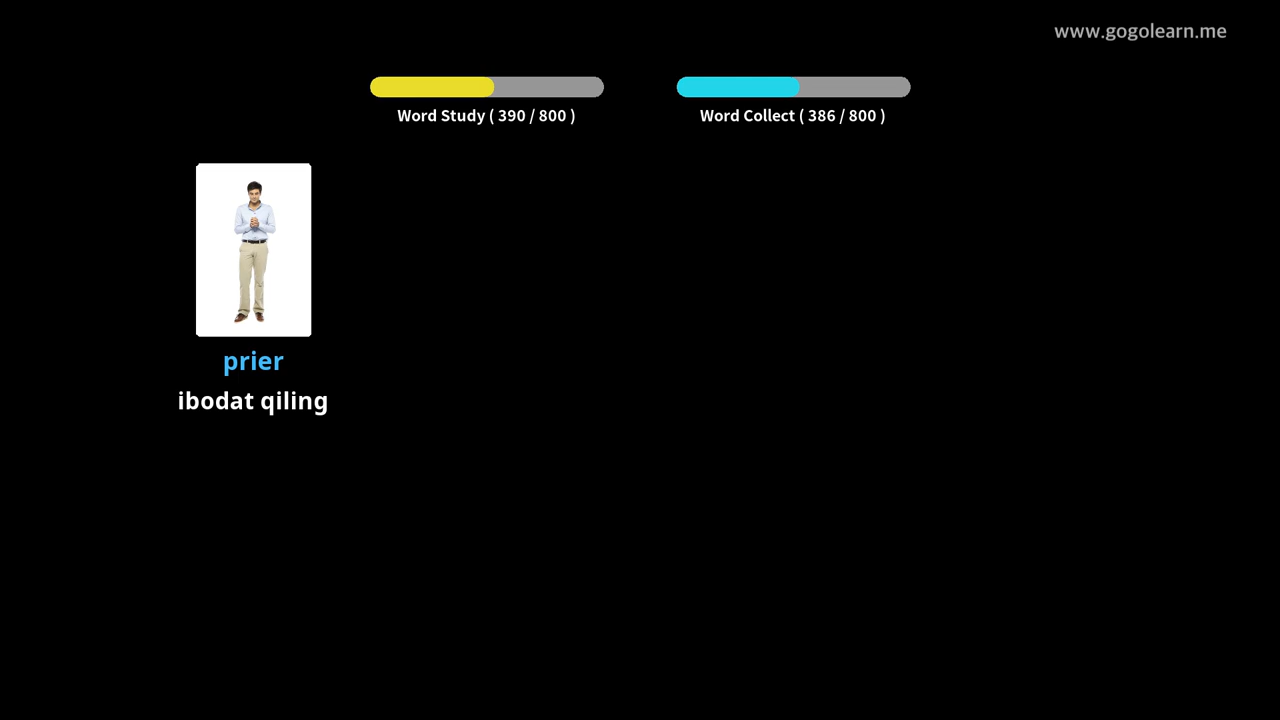 www.gogolearn.me
Word Study ( 390 / 800 )
Word Collect ( 386 / 800 )
prier
ibodat qiling